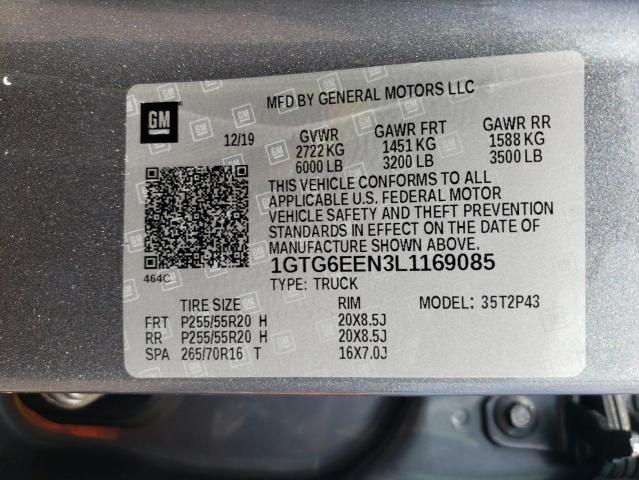 MFD BY GENERAL MOTORS LLC
GM
12/19 GVWR GAWR FRT GAWR RR
2722 KG 1451 KG 1588 KG
6000 LB 3200 LB 3500 LB
THIS VEHICLE CONFORMS TO ALL
APPLICABLE U.S. FEDERAL MOTOR
VEHICLE SAFETY AND THEFT PREVENTION
STANDARDS IN EFFECT ON THE DATE OF
MANUFACTURE SHOWN ABOVE.
464C 1GTG6EEN3L1169085
TYPE: TRUCK
TIRE SIZE RIM MODEL: 35T2P43
FRT P255/55R20 H 20X8.5J
RR P255/55R20 H 20X8.5J
SPA 265/70R16 T 16X7.0J